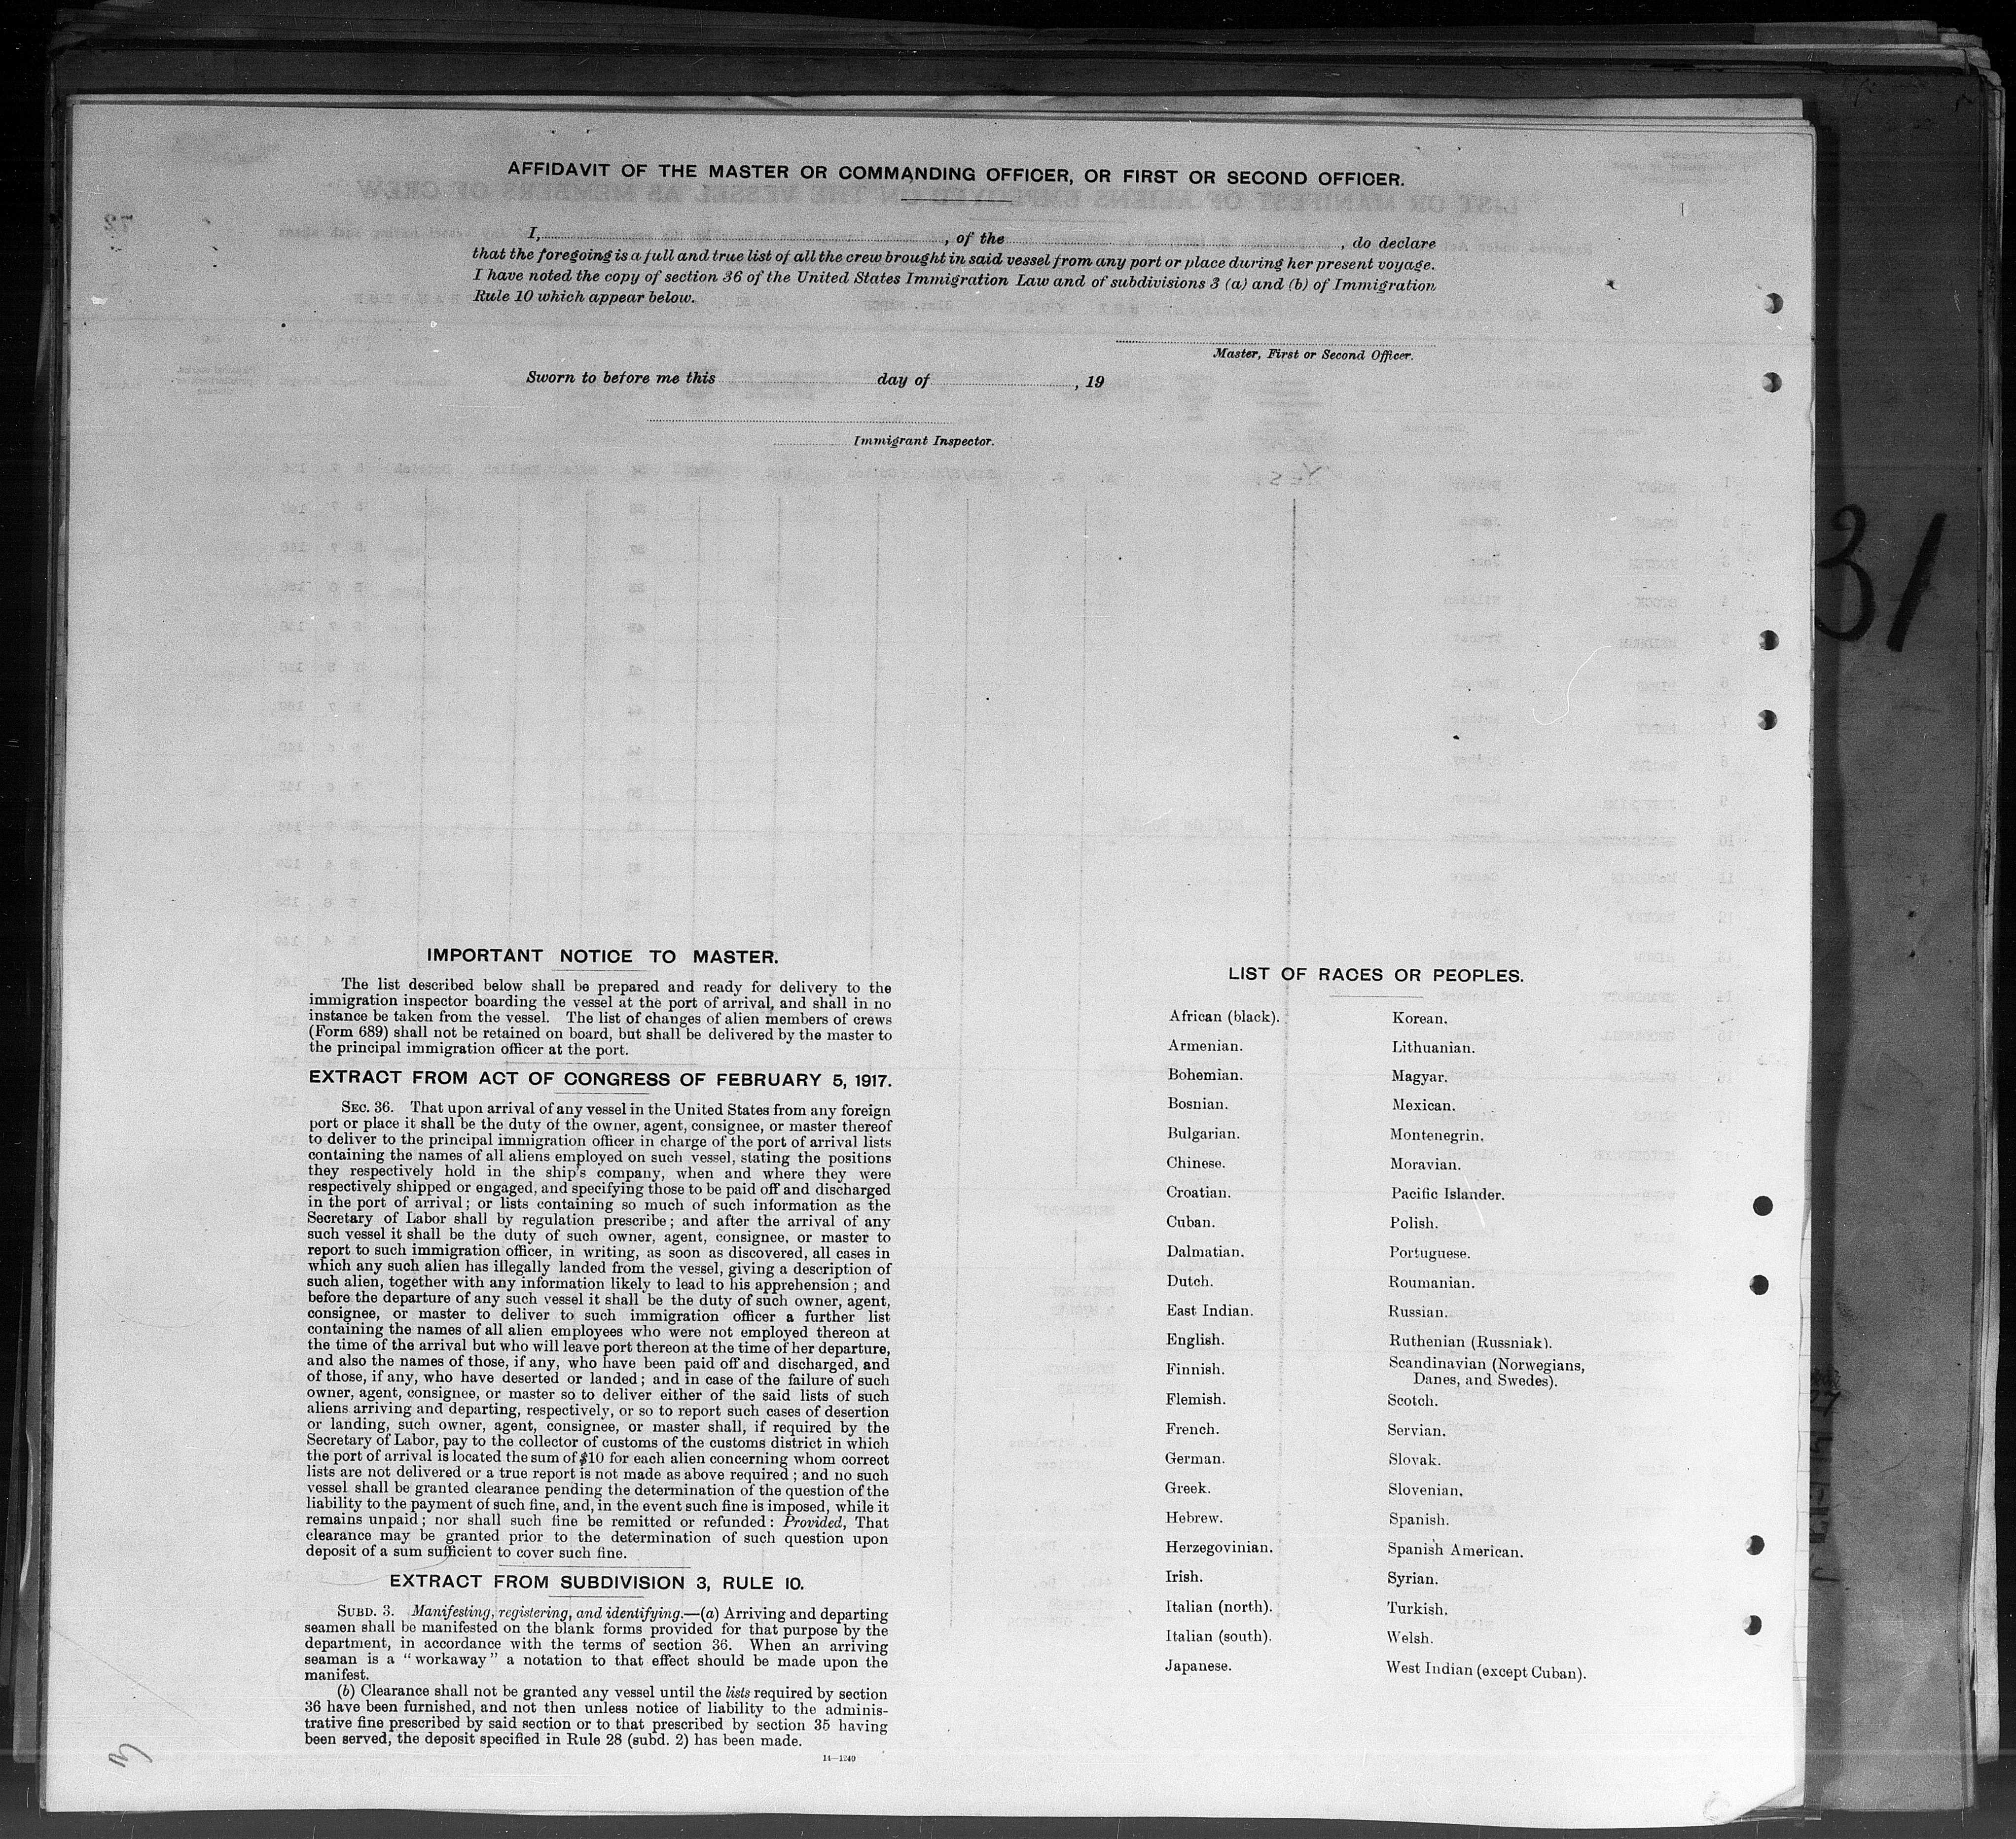 AFFIDAVIT OF THE MASTER OR COMMANDING OFFICER, OR FIRST OR SECOND OFFICER.
I, , of the , do declare
that the foregoing is a full and true list of all the crew brought in said vessel from any port or place during her present voyage.
I have noted the copy of section 36 of the United States Immigration Law and of subdivisions 3 (a) and (b) of Immigration
Rule 10 which appear below.
Master, First or Second Officer.
Sworn to before me this day of , 19
Immigrant Inspector.
31
IMPORTANT NOTICE TO MASTER.
The list described below shall be prepared and ready for delivery to the
immigration inspector boarding the vessel at the port of arrival, and shall in no
instance be taken from the vessel. The list of changes of alien members of crews
(Form 689) shall not be retained on board, but shall be delivered by the master to
the principal immigration officer at the port.
EXTRACT FROM ACT OF CONGRESS OF FEBRUARY 5, 1917.
SEC. 36. That upon arrival of any vessel in the United States from any foreign
port or place it shall be the duty of the owner, agent, consignee, or master thereof
to deliver to the principal immigration officer in charge of the port of arrival lists
containing the names of all aliens employed on such vessel, stating the positions
they respectively hold in the ship's company, when and where they were
respectively shipped or engaged, and specifying those to be paid off and discharged
in the port of arrival; or lists containing so much of such information as the
Secretary of Labor shall by regulation prescribe; and after the arrival of any
such vessel it shall be the duty of such owner, agent, consignee, or master to
report to such immigration officer, in writing, as soon as discovered, all cases in
which any such alien has illegally landed from the vessel, giving a description of
such alien, together with any information likely to lead to his apprehension; and
before the departure of any such vessel it shall be the duty of such owner, agent,
consignee, or master to deliver to such immigration officer a further list
containing the names of all alien employees who were not employed thereon at
the time of the arrival but who will leave port thereon at the time of her departure,
and also the names of those, if any, who have been paid off and discharged, and
of those, if any, who have deserted or landed; and in case of the failure of such
owner, agent, consignee, or master so to deliver either of the said lists of such
aliens arriving and departing, respectively, or so to report such cases of desertion
or landing, such owner, agent, consignee, or master shall, if required by the
Secretary of Labor, pay to the collector of customs of the customs district in which
the port of arrival is located the sum of $10 for each alien concerning whom correct
lists are not delivered or a true report is not made as above required; and no such
vessel shall be granted clearance pending the determination of the question of the
liability to the payment of such fine, and, in the event such fine is imposed, while it
remains unpaid; nor shall such fine be remitted or refunded: Provided, That
clearance may be granted prior to the determination of such question upon
deposit of a sum sufficient to cover such fine.
EXTRACT FROM SUBDIVISION 3, RULE 10.
SUBD. 3. Manifesting, registering, and identifying.—(a) Arriving and departing
seamen shall be manifested on the blank forms provided for that purpose by the
department, in accordance with the terms of section 36. When an arriving
seaman is a "workaway" a notation to that effect should be made upon the
manifest.
(b) Clearance shall not be granted any vessel until the lists required by section
36 have been furnished, and not then unless notice of liability to the adminis-
trative fine prescribed by said section or to that prescribed by section 35 having
been served, the deposit specified in Rule 28 (subd. 2) has been made.
14—1240
LIST OF RACES OR PEOPLES.
African (black).
Armenian.
Bohemian.
Bosnian.
Bulgarian.
Chinese.
Croatian.
Cuban.
Dalmatian.
Dutch.
East Indian.
English.
Finnish.
Flemish.
French.
German.
Greek.
Hebrew.
Herzegovinian.
Irish.
Italian (north).
Italian (south).
Japanese.
Korean.
Lithuanian.
Magyar.
Mexican.
Montenegrin.
Moravian.
Pacific Islander.
Polish.
Portuguese.
Roumanian.
Russian.
Ruthenian (Russniak).
Scandinavian (Norwegians,
Danes, and Swedes).
Scotch.
Servian.
Slovak.
Slovenian.
Spanish.
Spanish American.
Syrian.
Turkish.
Welsh.
West Indian (except Cuban).